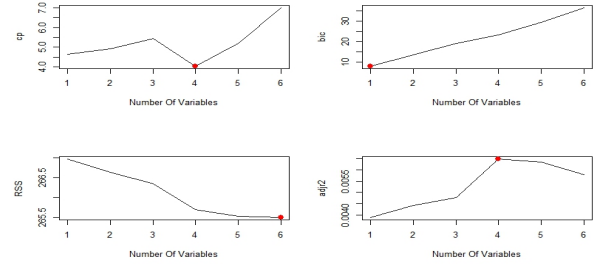 cp
4.0 5.0 6.0 7.0
1 2 3 4 5 6
Number Of Variables
bic
10 20 30
1 2 3 4 5 6
Number Of Variables
RSS
265.5 266.5
1 2 3 4 5 6
Number Of Variables
adjr2
0.0040 0.0055
1 2 3 4 5 6
Number Of Variables